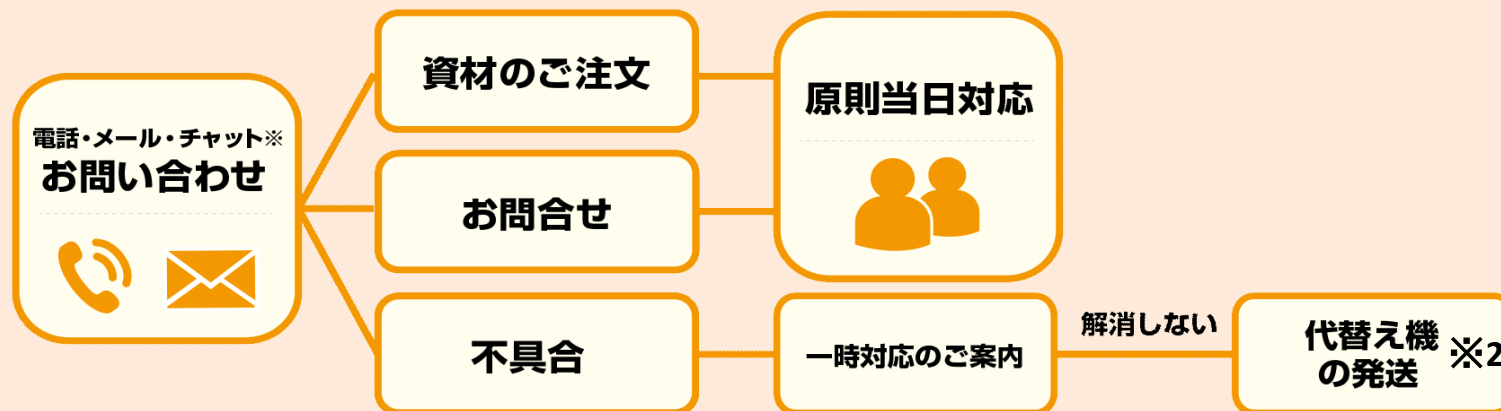 電話・メール・チャット※
お問い合わせ
資材のご注文
お問合せ
不具合
原則当日対応
一時対応のご案内
解消しない
代替え機
の発送
※2